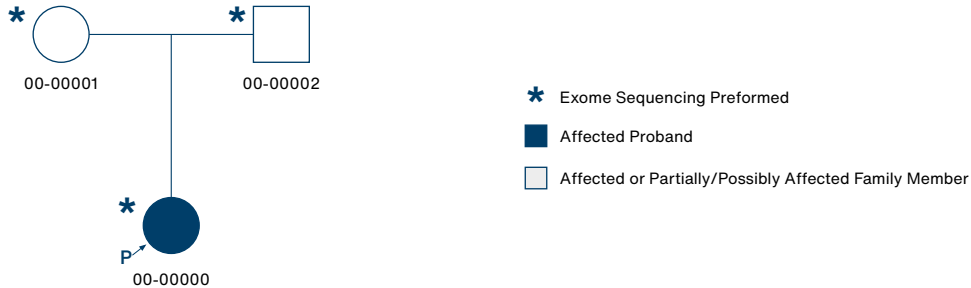 *
*
00-00001
00-00002
* Exome Sequencing Preformed
Affected Proband
Affected or Partially/Possibly Affected Family Member
*
P
00-00000